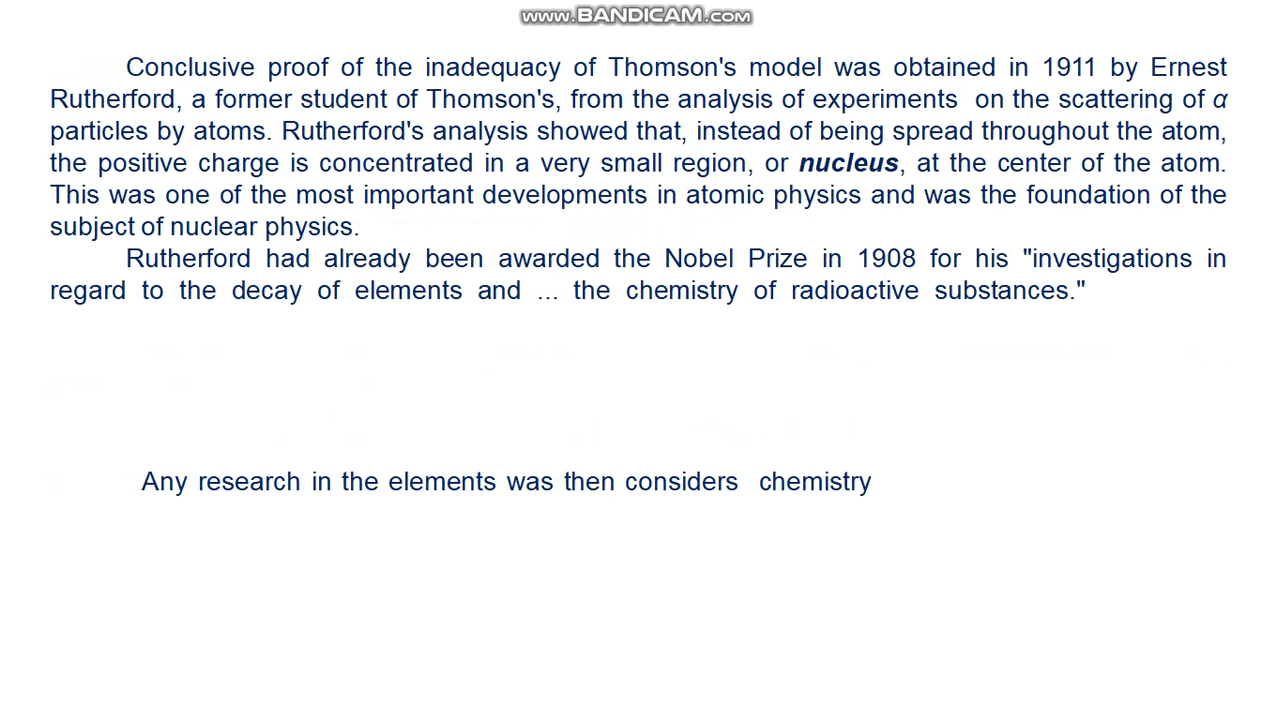 www.BANDICAM.com
Conclusive proof of the inadequacy of Thomson's model was obtained in 1911 by Ernest
Rutherford, a former student of Thomson's, from the analysis of experiments on the scattering of α
particles by atoms. Rutherford's analysis showed that, instead of being spread throughout the atom,
the positive charge is concentrated in a very small region, or nucleus, at the center of the atom.
This was one of the most important developments in atomic physics and was the foundation of the
subject of nuclear physics.
Rutherford had already been awarded the Nobel Prize in 1908 for his "investigations in
regard to the decay of elements and ... the chemistry of radioactive substances."
Any research in the elements was then considers chemistry